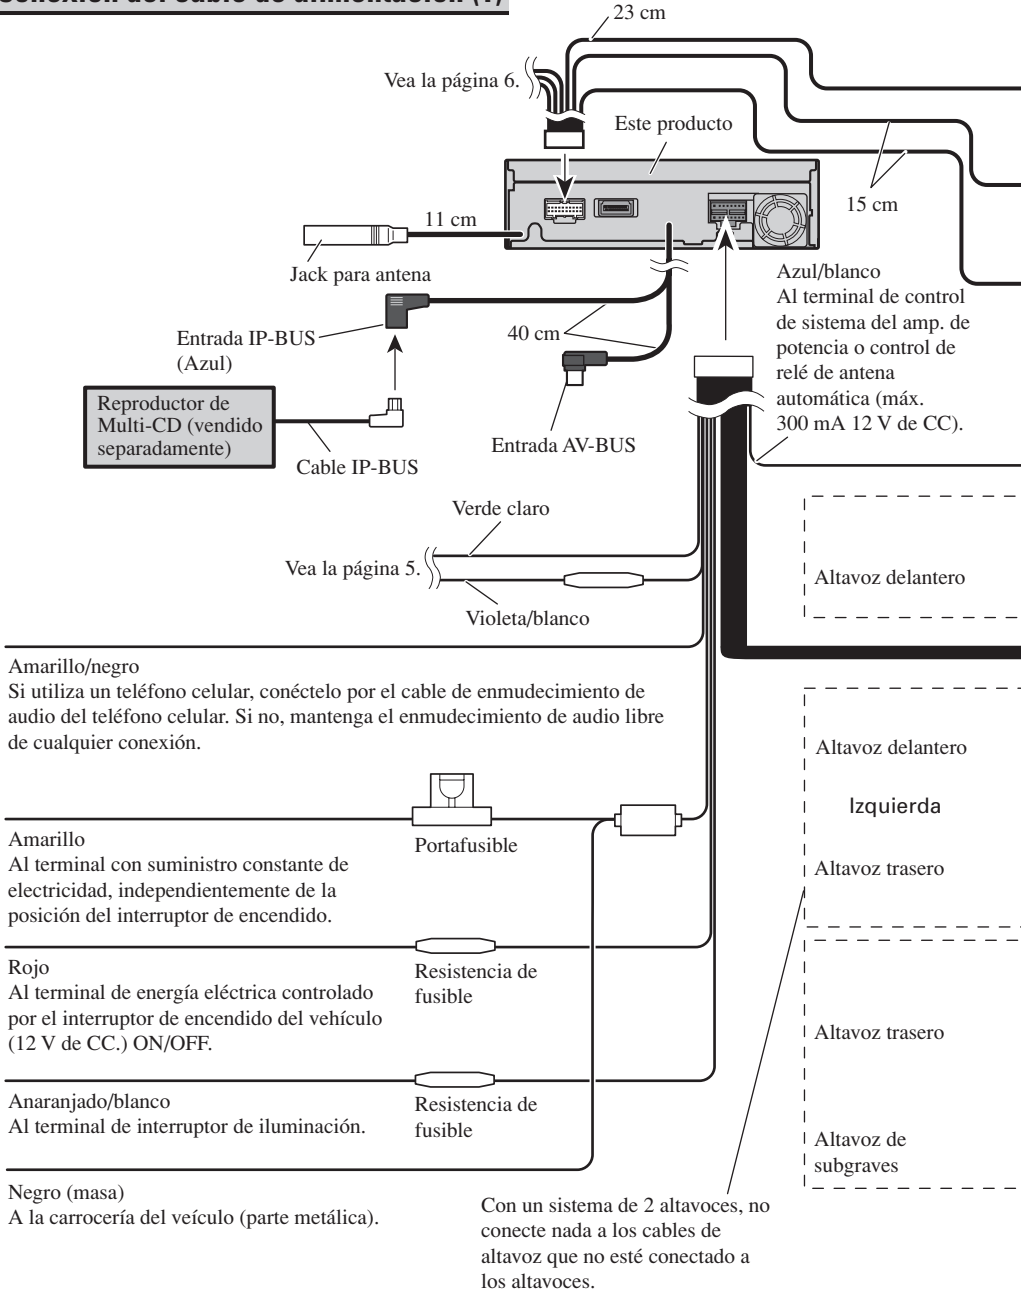 Conexión del cable de alimentación (1)
23 cm
Vea la página 6.
Este producto
15 cm
11 cm
Jack para antena
Azul/blanco
Al terminal de control
de sistema del amp. de
potencia o control de
relé de antena
automática (máx.
300 mA 12 V de CC).
Entrada IP-BUS
(Azul)
40 cm
Reproductor de
Multi-CD (vendido
separadamente)
Cable IP-BUS
Entrada AV-BUS
Verde claro
Vea la página 5.
Violeta/blanco
Altavoz delantero
Amarillo/negro
Si utiliza un teléfono celular, conéctelo por el cable de enmudecimiento de
audio del teléfono celular. Si no, mantenga el enmudecimiento de audio libre
de cualquier conexión.
Altavoz delantero
Izquierda
Altavoz trasero
Amarillo
Al terminal con suministro constante de
electricidad, independientemente de la
posición del interruptor de encendido.
Portafusible
Rojo
Al terminal de energía eléctrica controlado
por el interruptor de encendido del vehículo
(12 V de CC.) ON/OFF.
Resistencia de
fusible
Altavoz trasero
Anaranjado/blanco
Al terminal de interruptor de iluminación.
Resistencia de
fusible
Altavoz de
subgraves
Negro (masa)
A la carrocería del veículo (parte metálica).
Con un sistema de 2 altavoces, no
conecte nada a los cables de
altavoz que no esté conectado a
los altavoces.